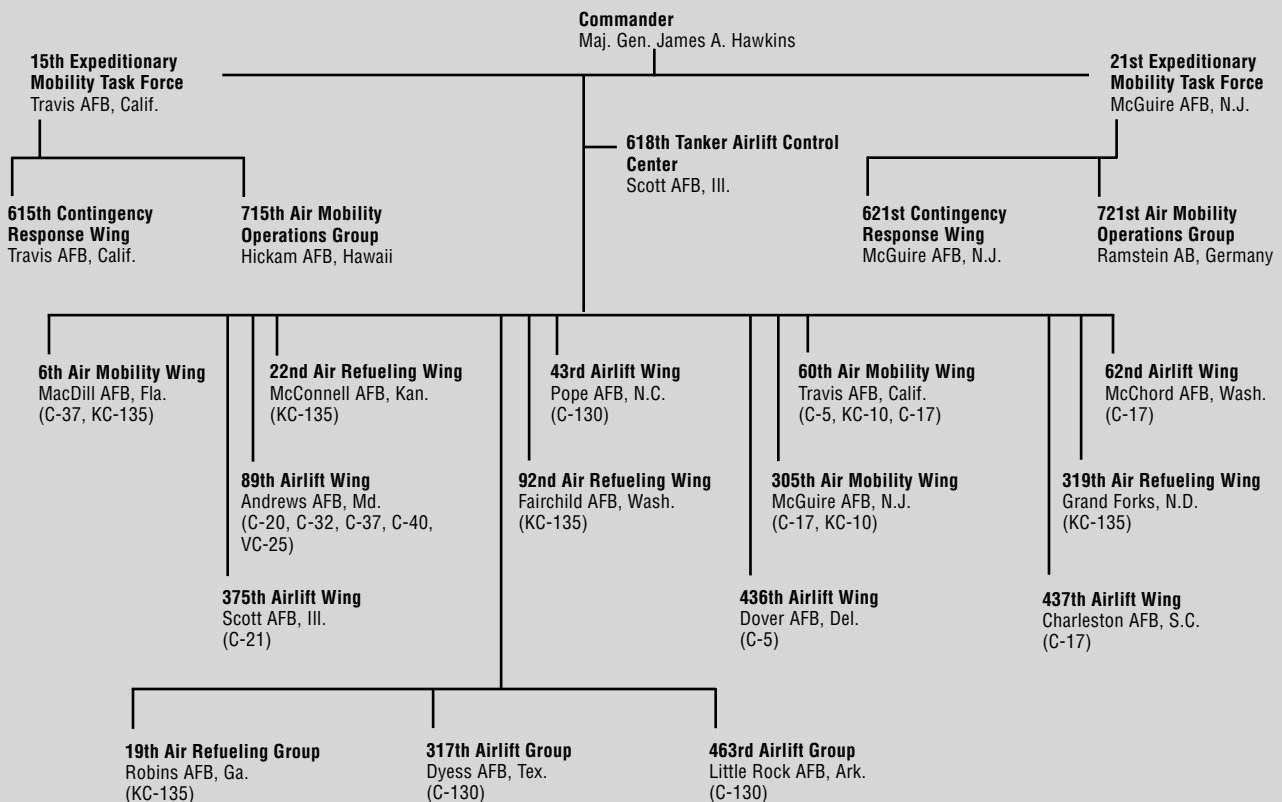 Commander
Maj. Gen. James A. Hawkins
15th Expeditionary
Mobility Task Force
Travis AFB, Calif.
21st Expeditionary
Mobility Task Force
McGuire AFB, N.J.
618th Tanker Airlift Control
Center
Scott AFB, Ill.
615th Contingency
Response Wing
Travis AFB, Calif.
715th Air Mobility
Operations Group
Hickam AFB, Hawaii
621st Contingency
Response Wing
McGuire AFB, N.J.
721st Air Mobility
Operations Group
Ramstein AB, Germany
6th Air Mobility Wing
MacDill AFB, Fla.
(C-37, KC-135)
22nd Air Refueling Wing
McConnell AFB, Kan.
(KC-135)
43rd Airlift Wing
Pope AFB, N.C.
(C-130)
60th Air Mobility Wing
Travis AFB, Calif.
(C-5, KC-10, C-17)
62nd Airlift Wing
McChord AFB, Wash.
(C-17)
89th Airlift Wing
Andrews AFB, Md.
(C-20, C-32, C-37, C-40,
VC-25)
92nd Air Refueling Wing
Fairchild AFB, Wash.
(KC-135)
305th Air Mobility Wing
McGuire AFB, N.J.
(C-17, KC-10)
319th Air Refueling Wing
Grand Forks, N.D.
(KC-135)
375th Airlift Wing
Scott AFB, Ill.
(C-21)
436th Airlift Wing
Dover AFB, Del.
(C-5)
437th Airlift Wing
Charleston AFB, S.C.
(C-17)
19th Air Refueling Group
Robins AFB, Ga.
(KC-135)
317th Airlift Group
Dyess AFB, Tex.
(C-130)
463rd Airlift Group
Little Rock AFB, Ark.
(C-130)